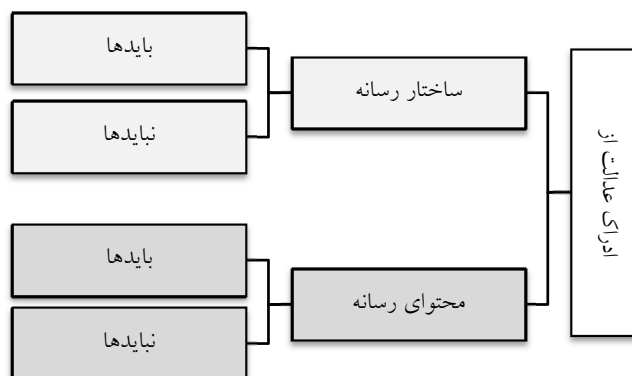 ادراک عدالت از
ساختار رسانه
بایدها
نبایدها
محتوای رسانه
بایدها
نبایدها